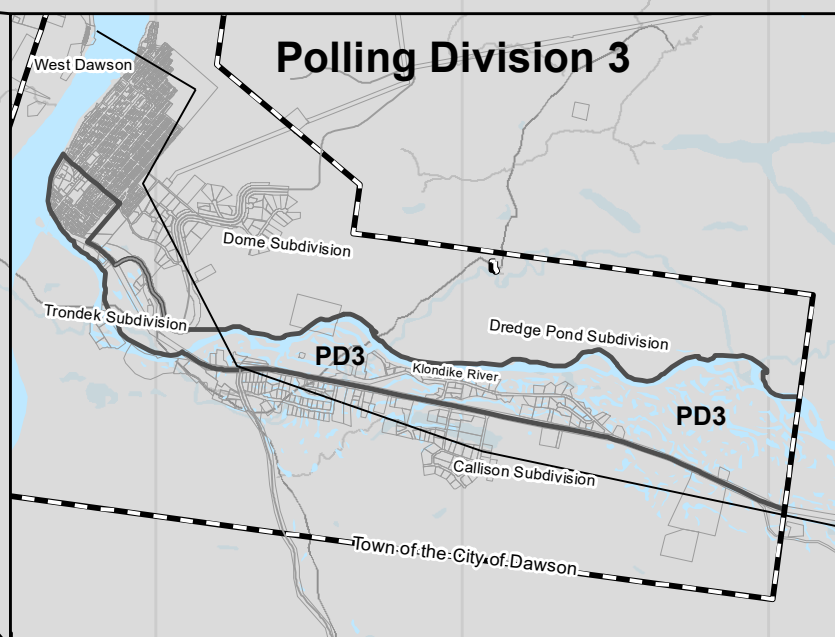 Polling Division 3
West Dawson
Dome Subdivision
Trondek Subdivision
Dredge Pond Subdivision
PD3
Klondike River
PD3
Callison Subdivision
Town of the City of Dawson